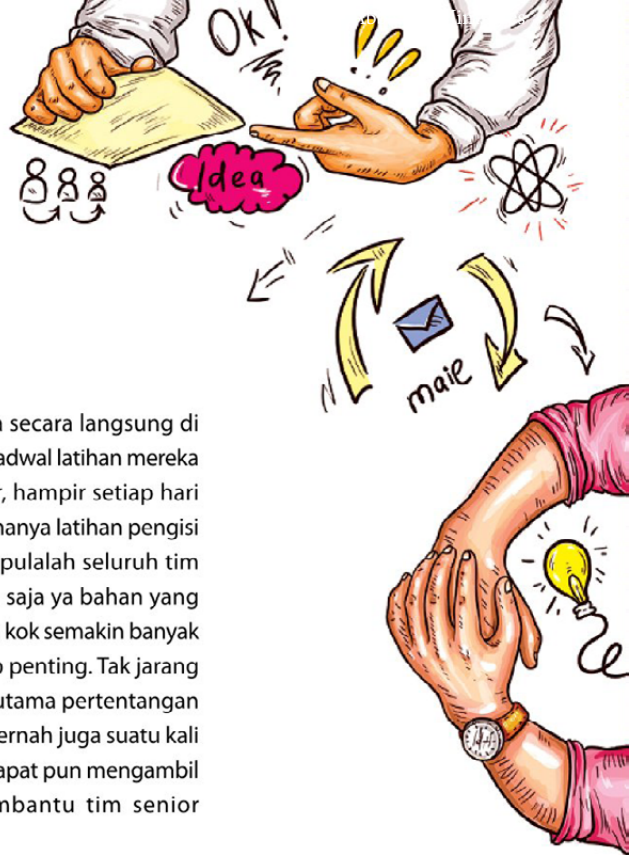 OK!
Idea
maie
secara langsung di
adwal latihan mereka
hampir setiap hari
hanya latihan pengisi
pulalah seluruh tim
saja ya bahan yang
kok semakin banyak
penting. Tak jarang
utama pertentangan
ernah juga suatu kali
apat pun mengambil
mbantu tim senior